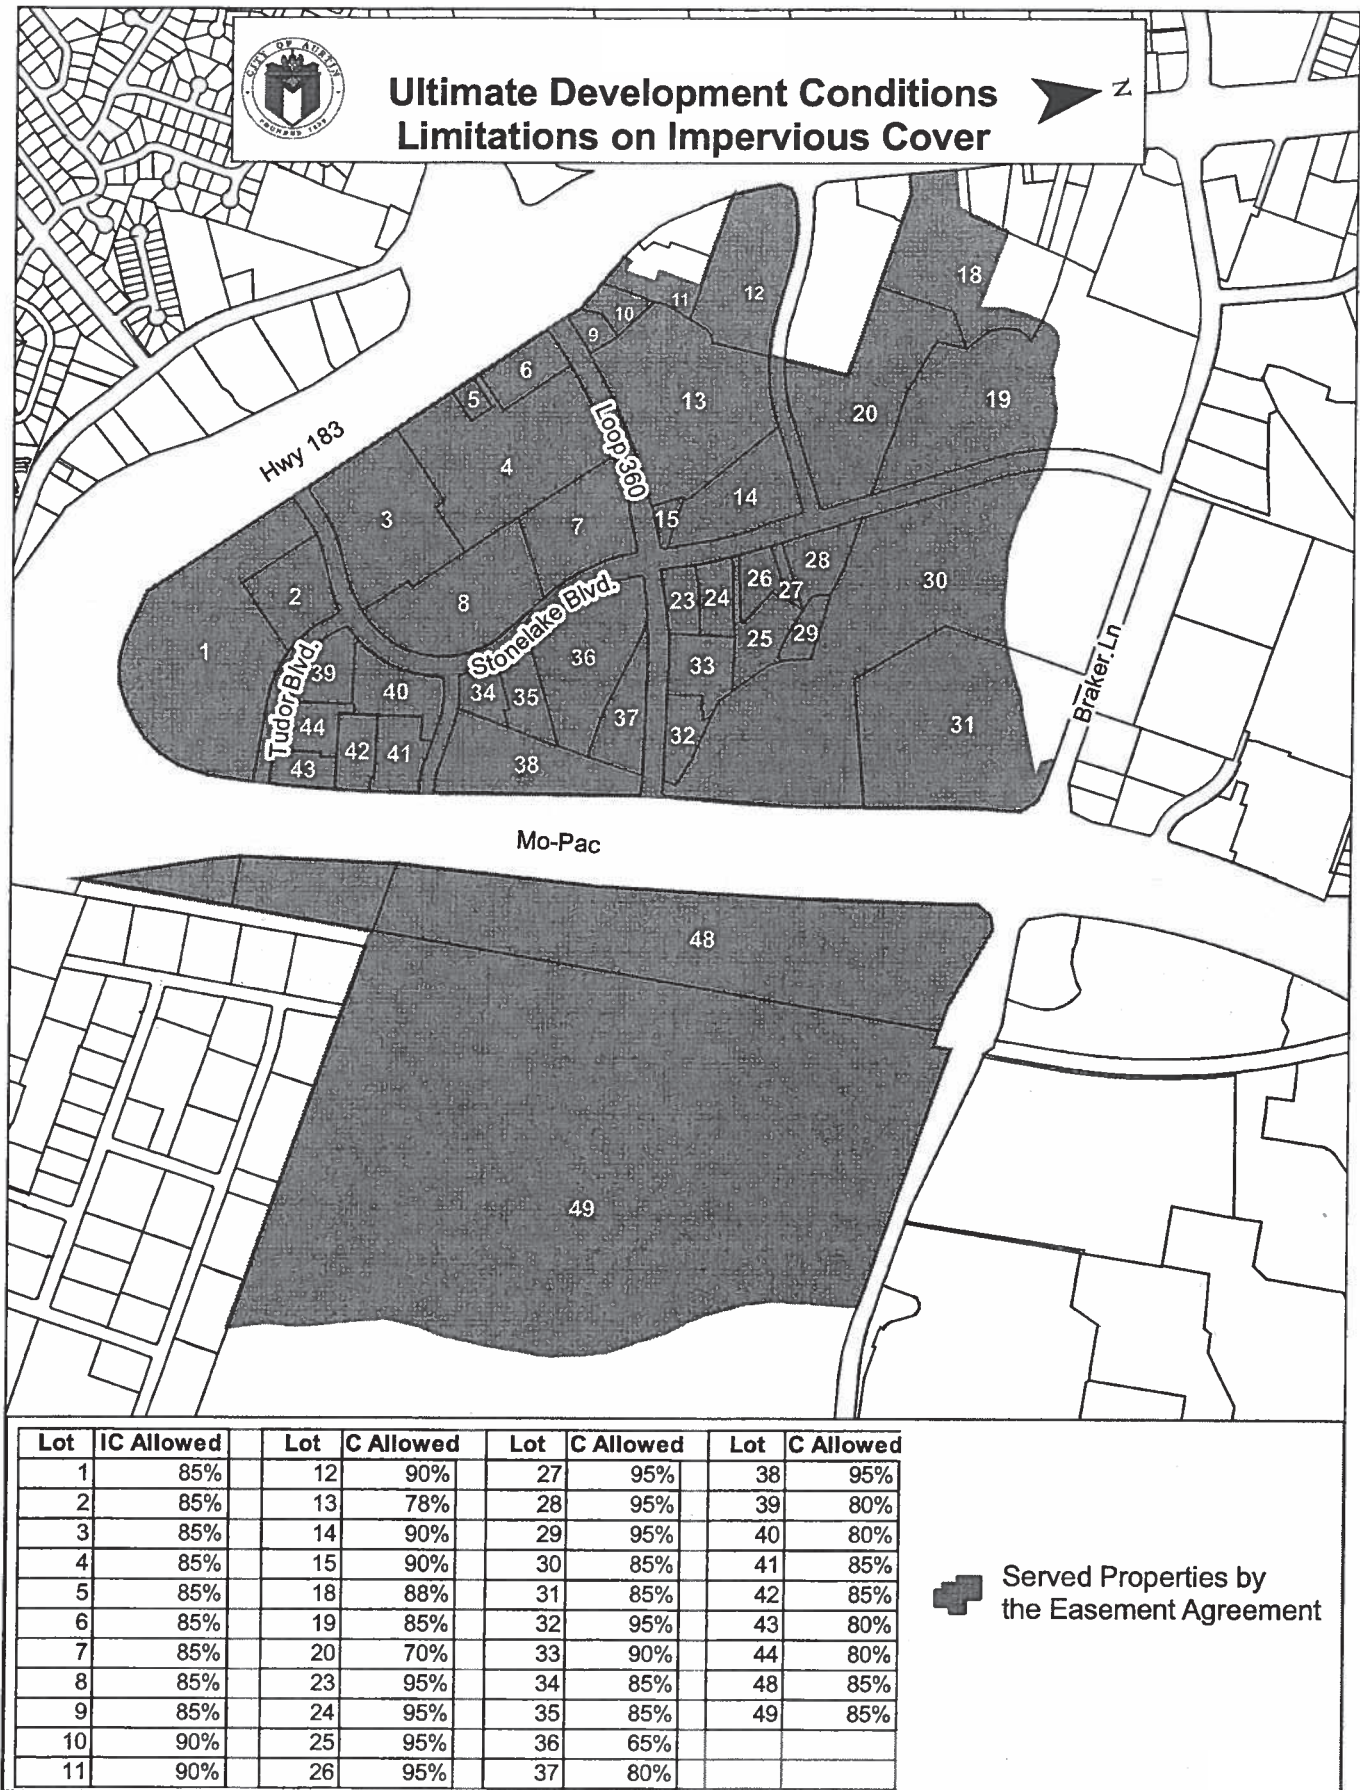 CITY OF AUSTIN
FOUNDED 1839
Ultimate Development Conditions
Limitations on Impervious Cover
N
18
12
11
10
9
6
5
13
19
20
Hwy 183
Loop 360
4
14
3
15
7
28
26
27
30
2
8
23
24
25
29
Stonelake Blvd.
1
36
33
Tudor Blvd.
39
40
34
35
Braker Ln
37
32
31
44
42
41
43
38
Mo-Pac
48
49
Lot IC Allowed Lot C Allowed Lot C Allowed Lot C Allowed
1 85% 12 90% 27 95% 38 95%
2 85% 13 78% 28 95% 39 80%
3 85% 14 90% 29 95% 40 80%
4 85% 15 90% 30 85% 41 85%
5 85% 18 88% 31 85% 42 85%
6 85% 19 85% 32 95% 43 80%
7 85% 20 70% 33 90% 44 80%
8 85% 23 95% 34 85% 48 85%
9 85% 24 95% 35 85% 49 85%
10 90% 25 95% 36 65%
11 90% 26 95% 37 80%
Served Properties by
the Easement Agreement